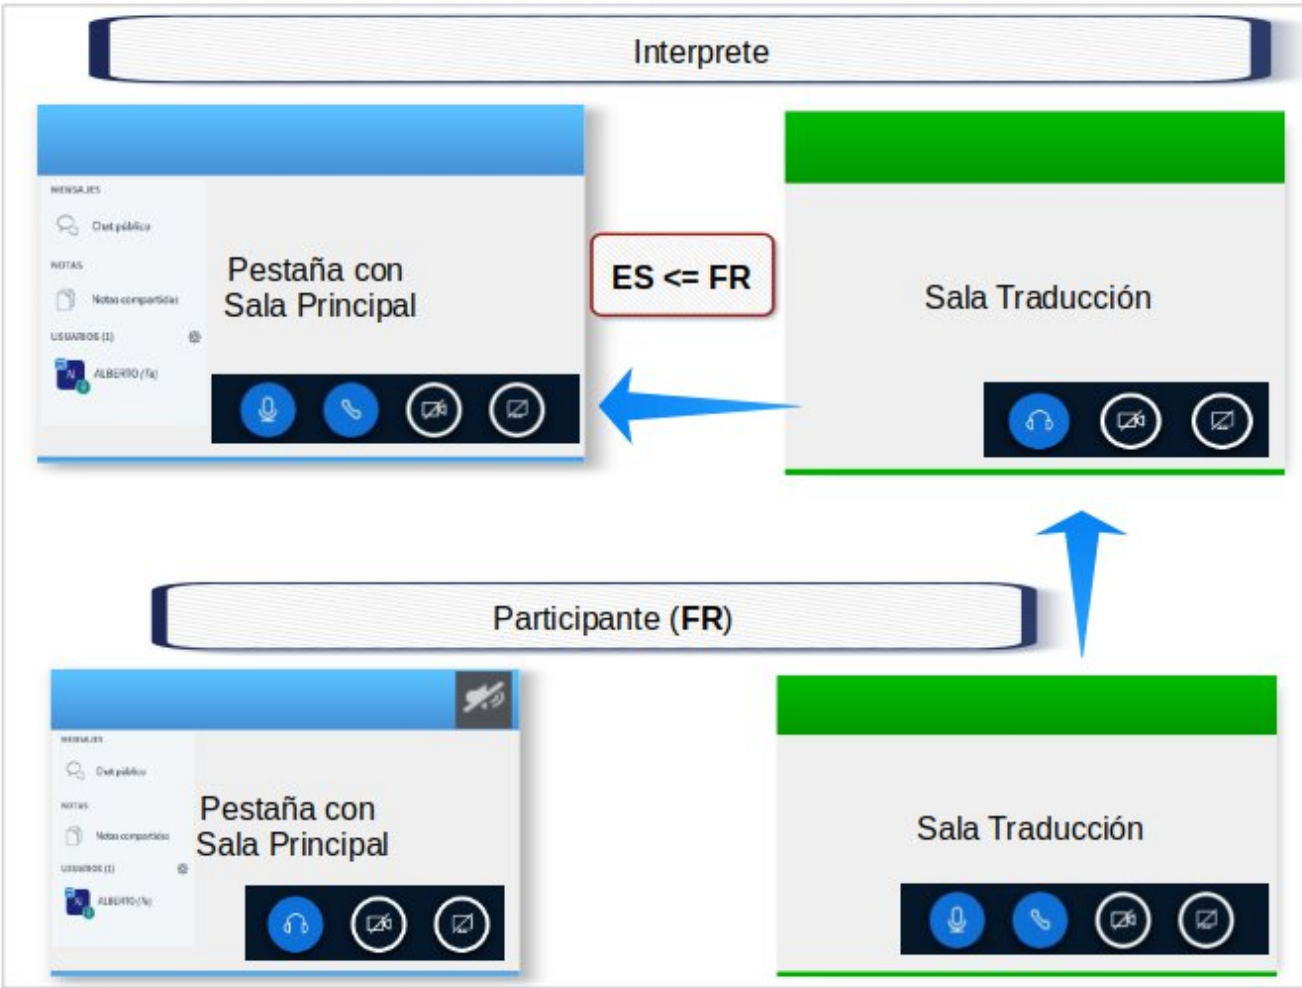 Interprete
MENSAJES
Chat público
NOTAS
Notas compartidas
USUARIOS (1)
ALBERTO (Tú)
Pestaña con
Sala Principal
ES <= FR
Sala Traducción
Participante (FR)
MENSAJES
Chat público
NOTAS
Notas compartidas
USUARIOS (1)
ALBERTO (Tú)
Pestaña con
Sala Principal
Sala Traducción